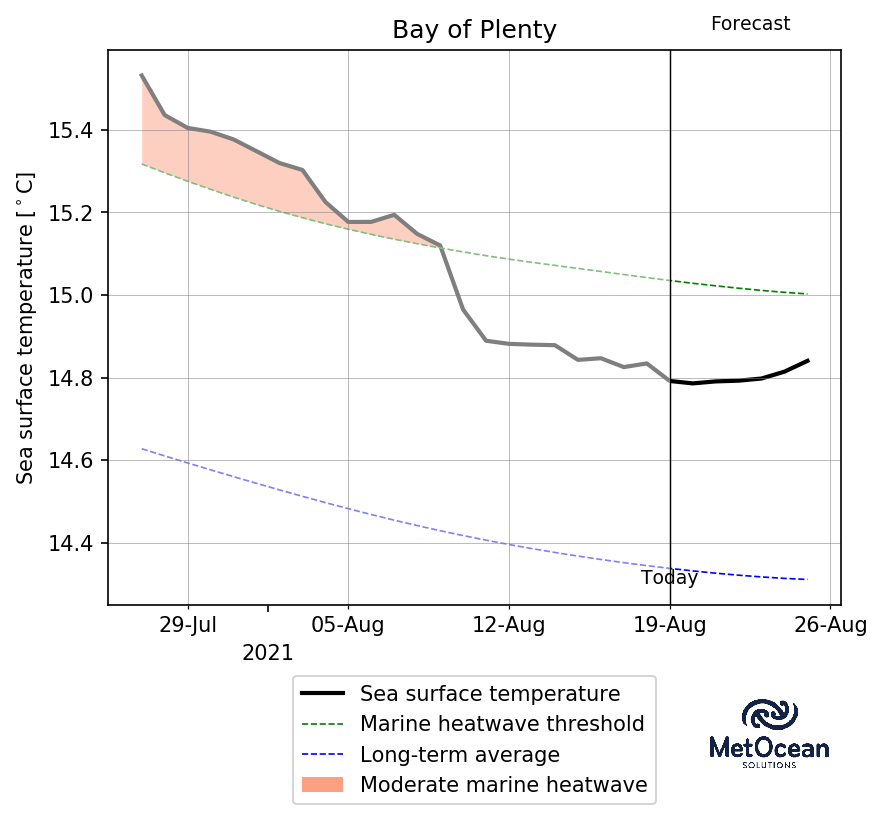 Forecast
Bay of Plenty
Sea surface temperature [°C]
15.4
15.2
15.0
14.8
14.6
14.4
Today
29-Jul 05-Aug 12-Aug 19-Aug 26-Aug
2021
Sea surface temperature
Marine heatwave threshold
Long-term average
Moderate marine heatwave
MetOcean
SOLUTIONS